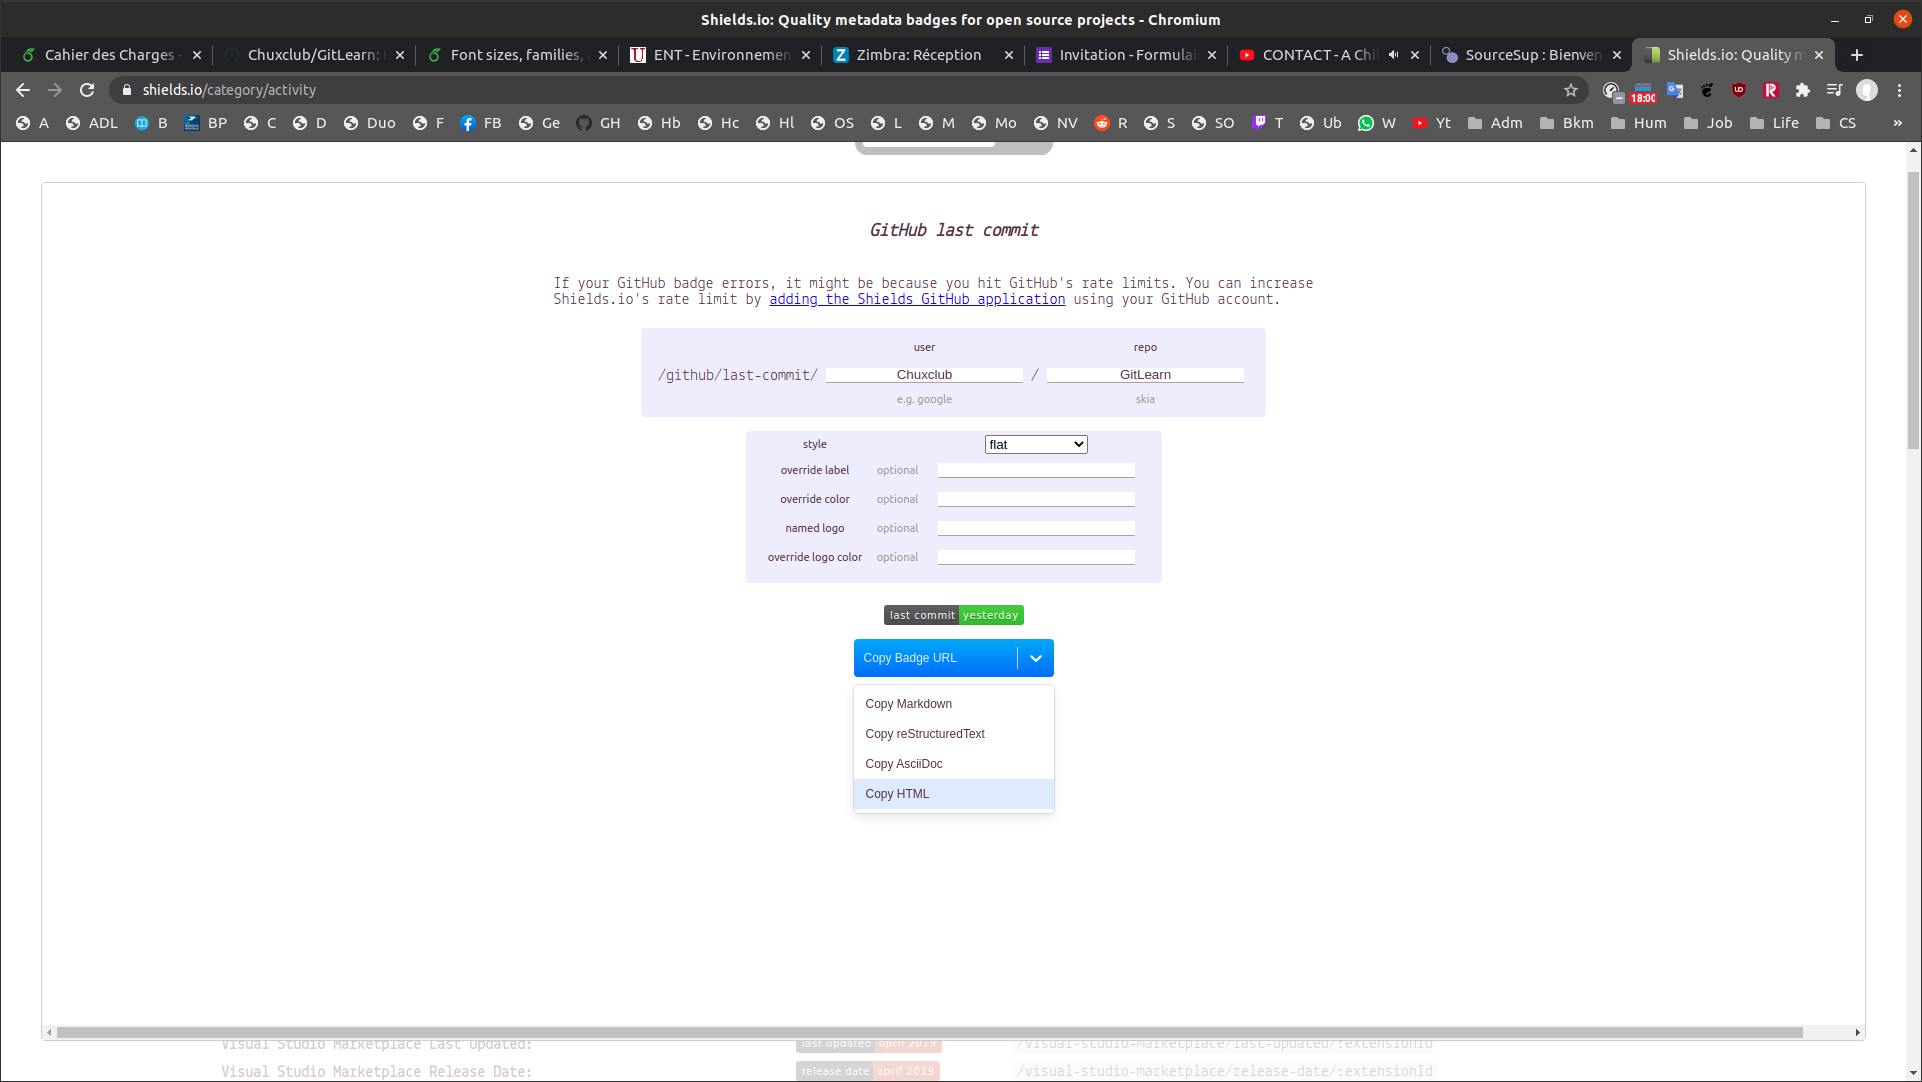 Shields.io: Quality metadata badges for open source projects - Chromium
Cahier des Charges -
Chuxclub/GitLearn:
Font sizes, families,
ENT - Environnemen
Zimbra: Réception
Invitation - Formulai
CONTACT - A Chil
SourceSup : Bienven
Shields.io: Quality m
shields.io/category/activity
18:00
A ADL B BP C D Duo F FB Ge GH Hb Hc Hl OS L M Mo NV R S SO T Ub W Yt Adm Bkm Hum Job Life CS »
GitHub last commit
If your GitHub badge errors, it might be because you hit GitHub's rate limits. You can increase
Shields.io's rate limit by adding the Shields GitHub application using your GitHub account.
user repo
/github/last-commit/ Chuxclub / GitLearn
e.g. google skia
style flat
override label optional
override color optional
named logo optional
override logo color optional
last commit yesterday
Copy Badge URL
Copy Markdown
Copy reStructuredText
Copy AsciiDoc
Copy HTML
Visual Studio Marketplace Last Updated: last updated april 2019 /visual-studio-marketplace/last-updated/:extensionId
Visual Studio Marketplace Release Date: release date april 2019 /visual-studio-marketplace/release-date/:extensionId